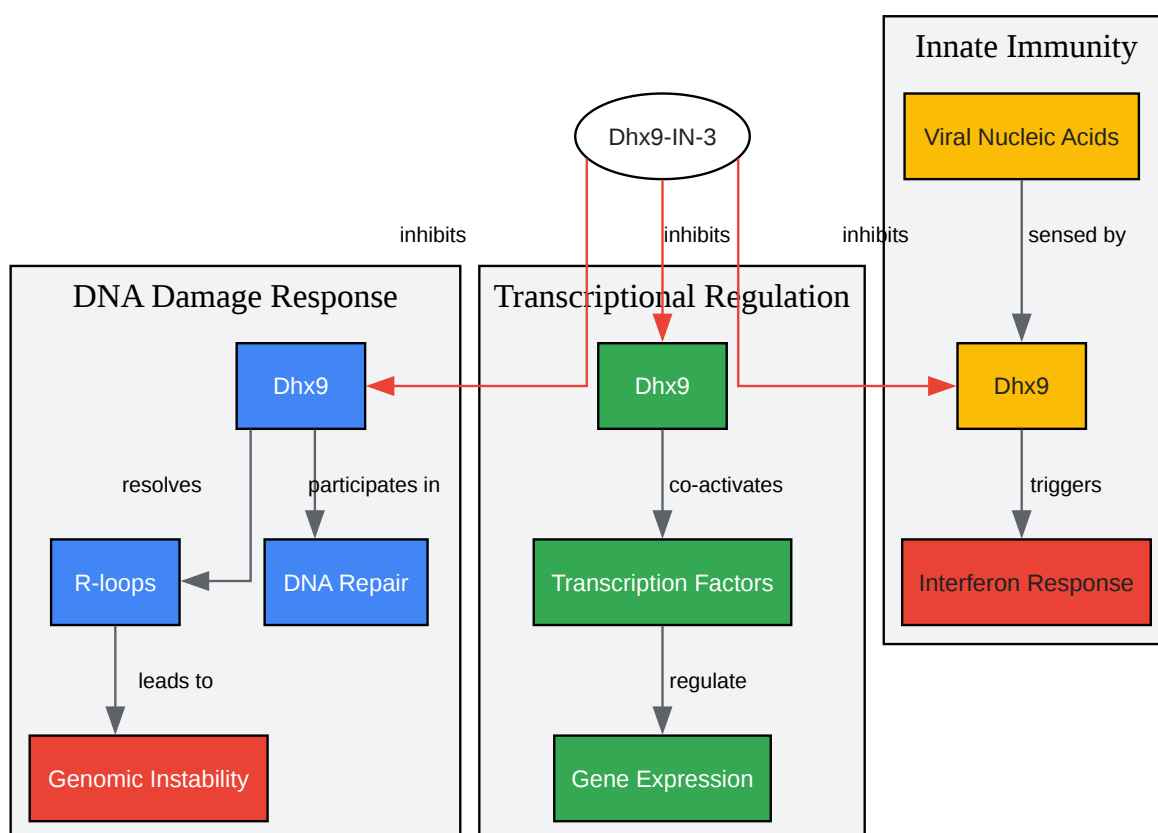 Innate Immunity
Dhx9-IN-3
Viral Nucleic Acids
inhibits
inhibits
inhibits
sensed by
DNA Damage Response
Transcriptional Regulation
Dhx9
Dhx9
Dhx9
resolves
participates in
co-activates
triggers
R-loops
DNA Repair
Transcription Factors
Interferon Response
leads to
regulate
Genomic Instability
Gene Expression